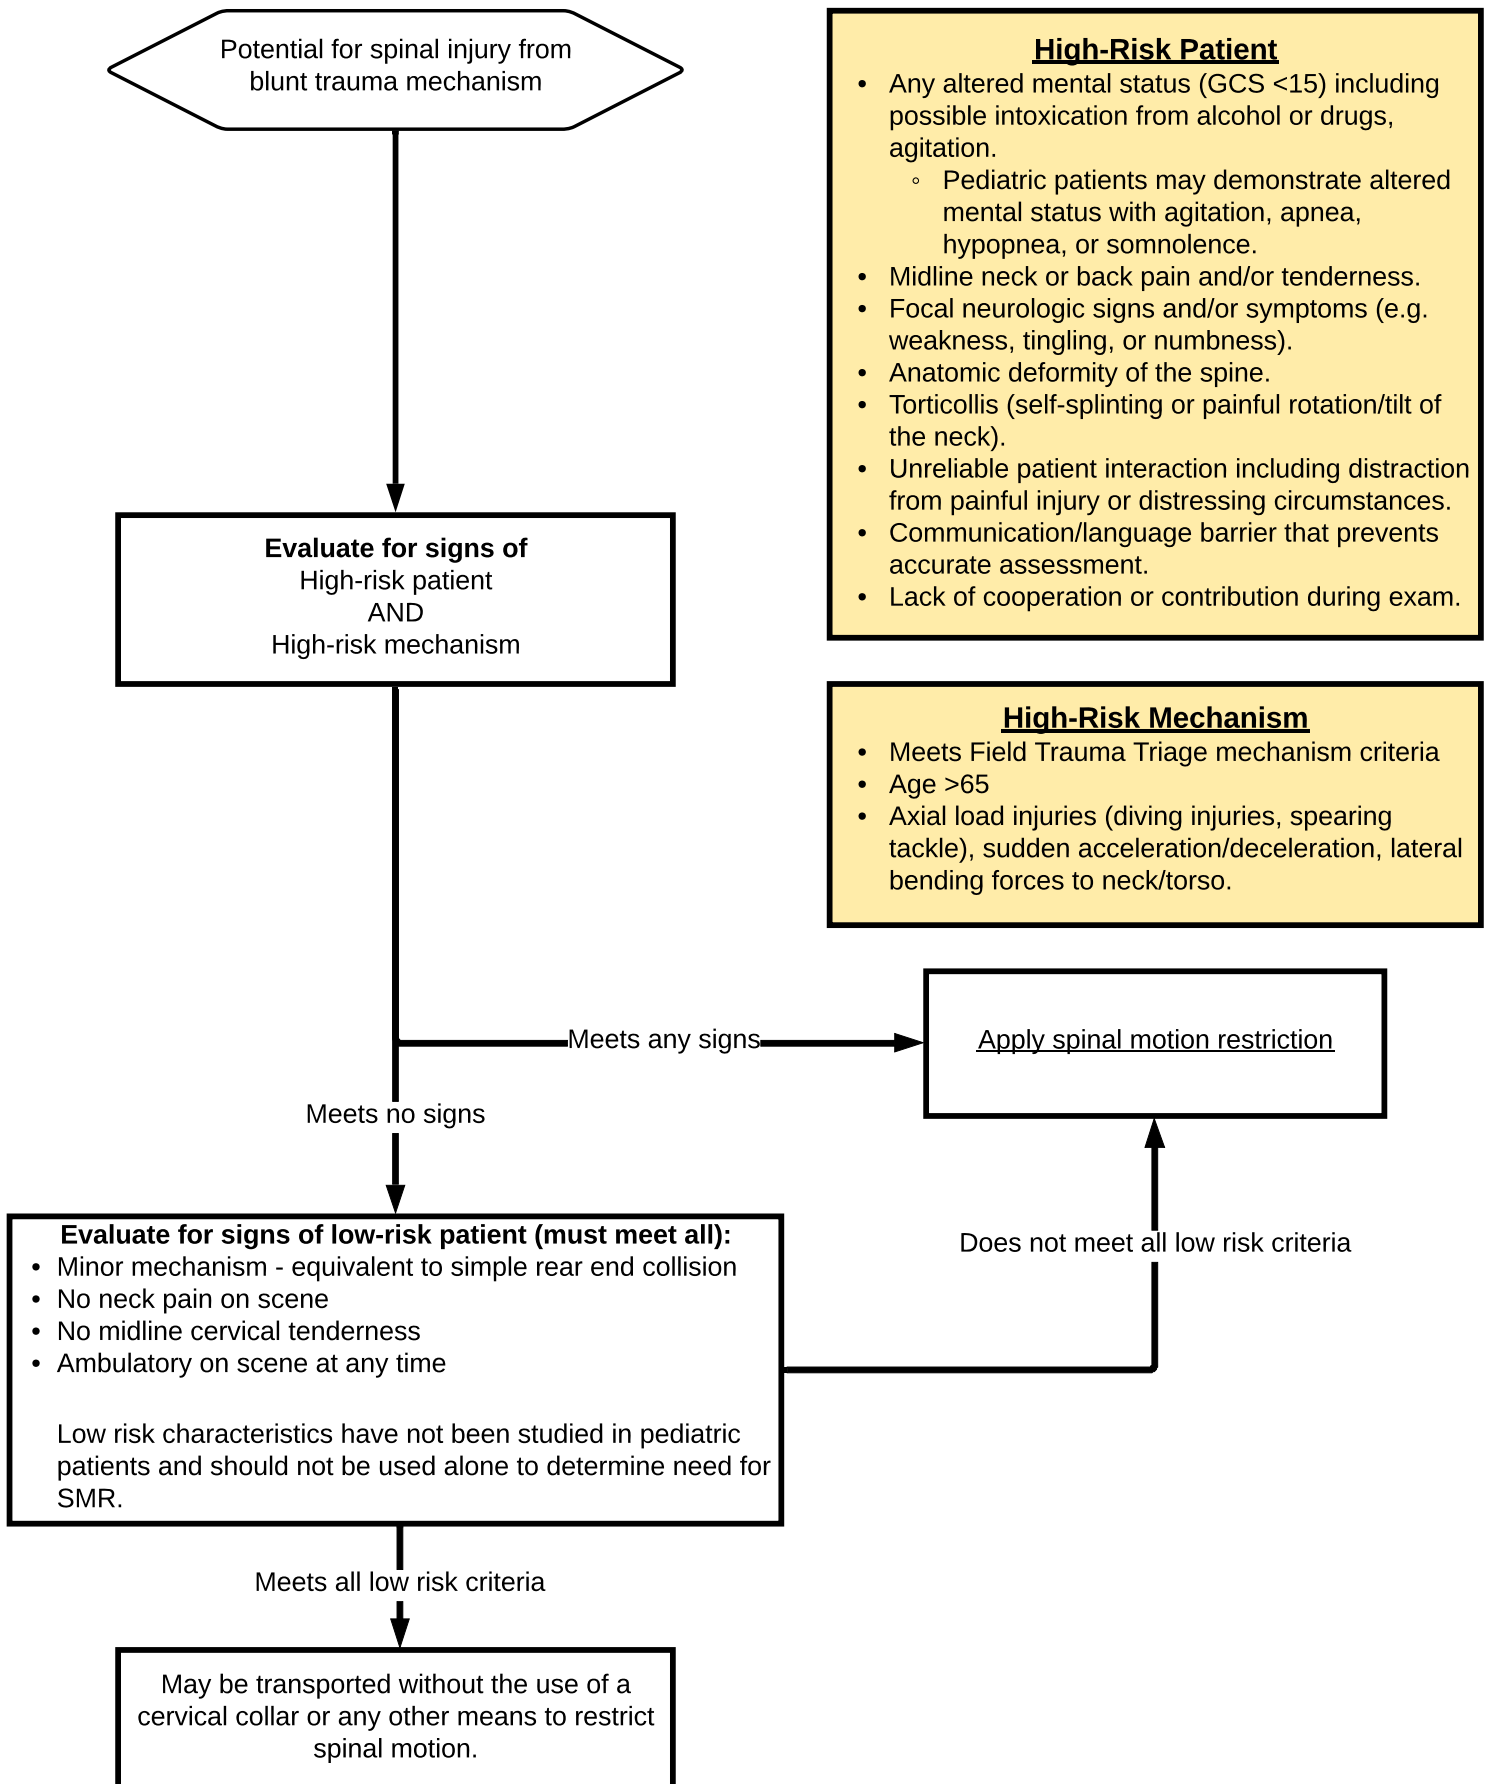 Potential for spinal injury from
blunt trauma mechanism
High-Risk Patient
• Any altered mental status (GCS <15) including
possible intoxication from alcohol or drugs,
agitation.
◦ Pediatric patients may demonstrate altered
mental status with agitation, apnea,
hypopnea, or somnolence.
• Midline neck or back pain and/or tenderness.
• Focal neurologic signs and/or symptoms (e.g.
weakness, tingling, or numbness).
• Anatomic deformity of the spine.
• Torticollis (self-splinting or painful rotation/tilt of
the neck).
• Unreliable patient interaction including distraction
from painful injury or distressing circumstances.
• Communication/language barrier that prevents
accurate assessment.
• Lack of cooperation or contribution during exam.
Evaluate for signs of
High-risk patient
AND
High-risk mechanism
High-Risk Mechanism
• Meets Field Trauma Triage mechanism criteria
• Age >65
• Axial load injuries (diving injuries, spearing
tackle), sudden acceleration/deceleration, lateral
bending forces to neck/torso.
Meets any signs
Apply spinal motion restriction
Meets no signs
Evaluate for signs of low-risk patient (must meet all):
• Minor mechanism - equivalent to simple rear end collision
• No neck pain on scene
• No midline cervical tenderness
• Ambulatory on scene at any time
Low risk characteristics have not been studied in pediatric
patients and should not be used alone to determine need for
SMR.
Does not meet all low risk criteria
Meets all low risk criteria
May be transported without the use of a
cervical collar or any other means to restrict
spinal motion.